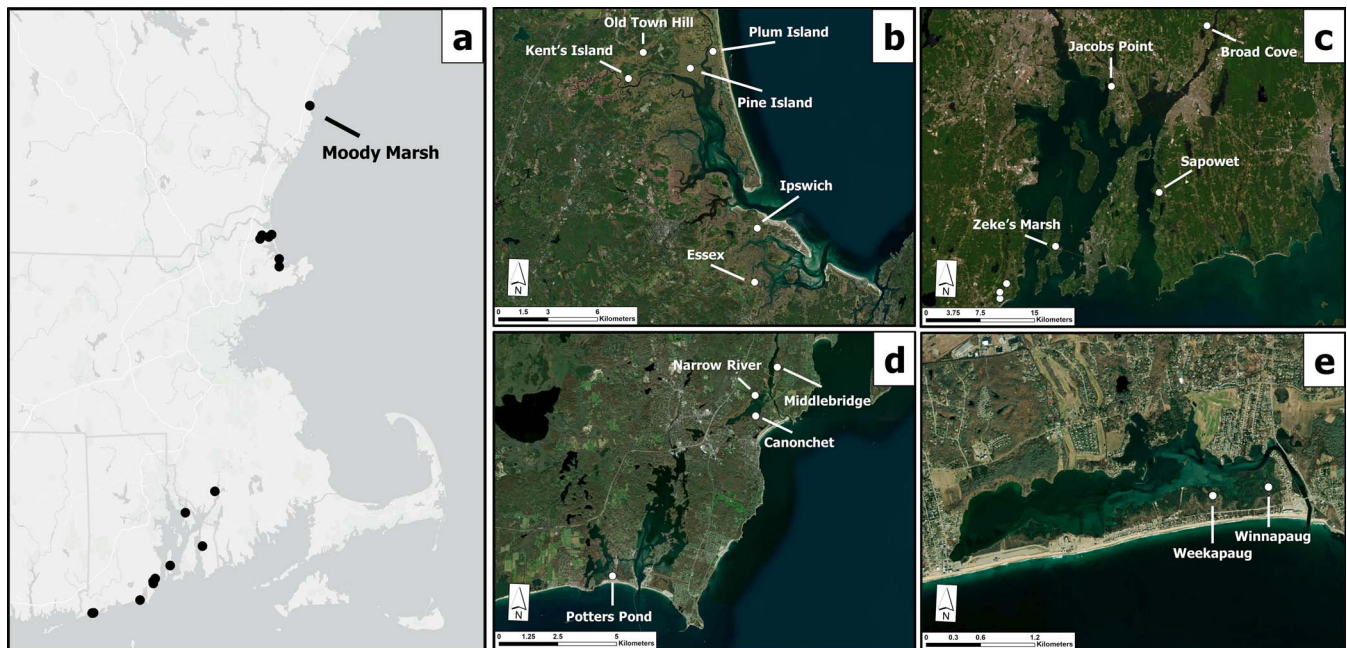 a
Moody Marsh
b
Old Town Hill
Kent's Island
Plum Island
Pine Island
Ipswich
Essex
N
0 1.5 3 6
Kilometers
c
Jacobs Point
Broad Cove
Sapowet
Zeke's Marsh
N
0 3.75 7.5 15
Kilometers
d
Narrow River
Middlebridge
Canonchet
Potters Pond
N
0 1.25 2.5 5
Kilometers
e
Weekapaug
Winnapaug
N
0 0.3 0.6 1.2
Kilometers